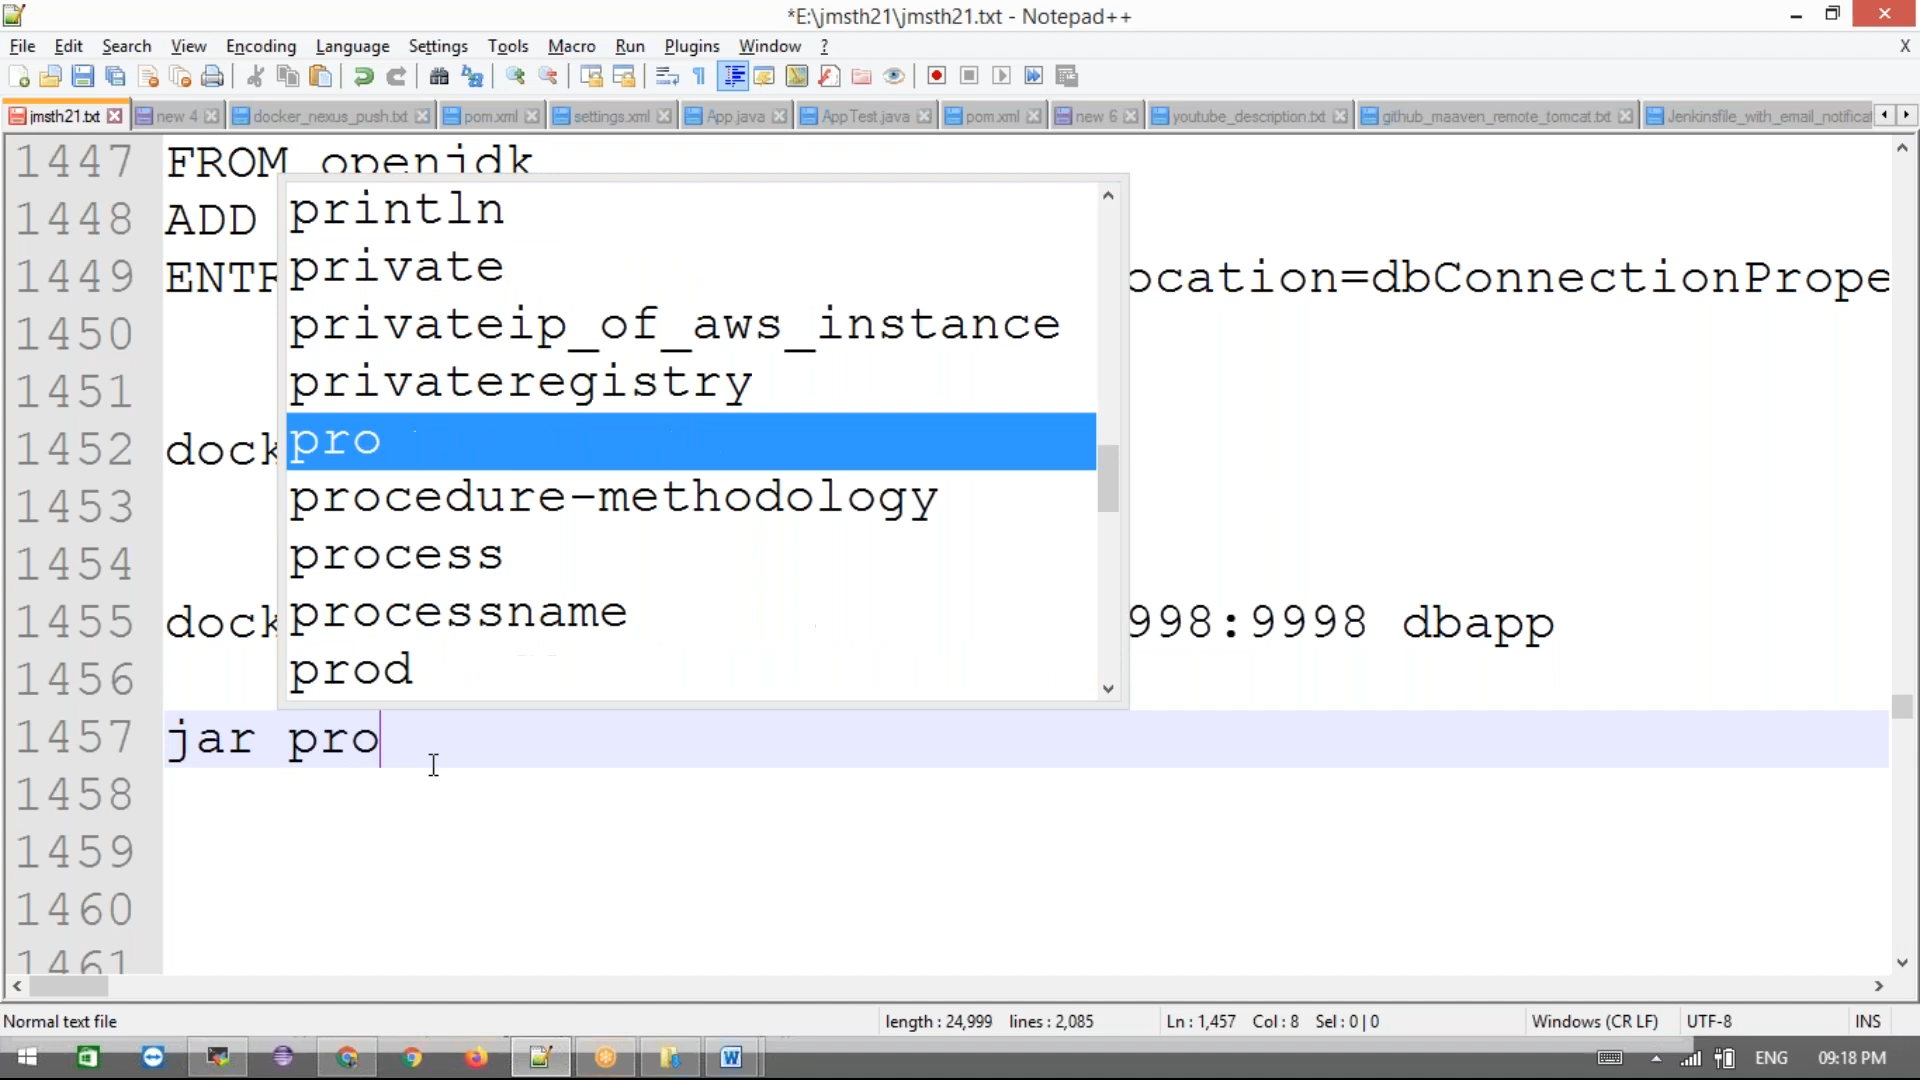 *E:\jmsth21\jmsth21.txt - Notepad++
File Edit Search View Encoding Language Settings Tools Macro Run Plugins Window ? X
jmsth21.txt new 4 docker_nexus_push.txt pom.xml settings.xml App.java AppTest.java pom.xml new 6 youtube_description.txt github_maaven_remote_tomcat.txt Jenkinsfile_with_email_notificat
1447 FROM openjdk
println
1448 ADD
private
1449 ENTR ocation=dbConnectionPrope
privateip_of_aws_instance
1450
privateregistry
1451
pro
1452 dock
procedure-methodology
1453
process
1454
processname
1455 dock 998:9998 dbapp
prod
1456
1457 jar pro
1458
1459
1460
1461
Normal text file length : 24,999 lines : 2,085 Ln : 1,457 Col : 8 Sel : 0 | 0 Windows (CR LF) UTF-8 INS
ENG 09:18 PM